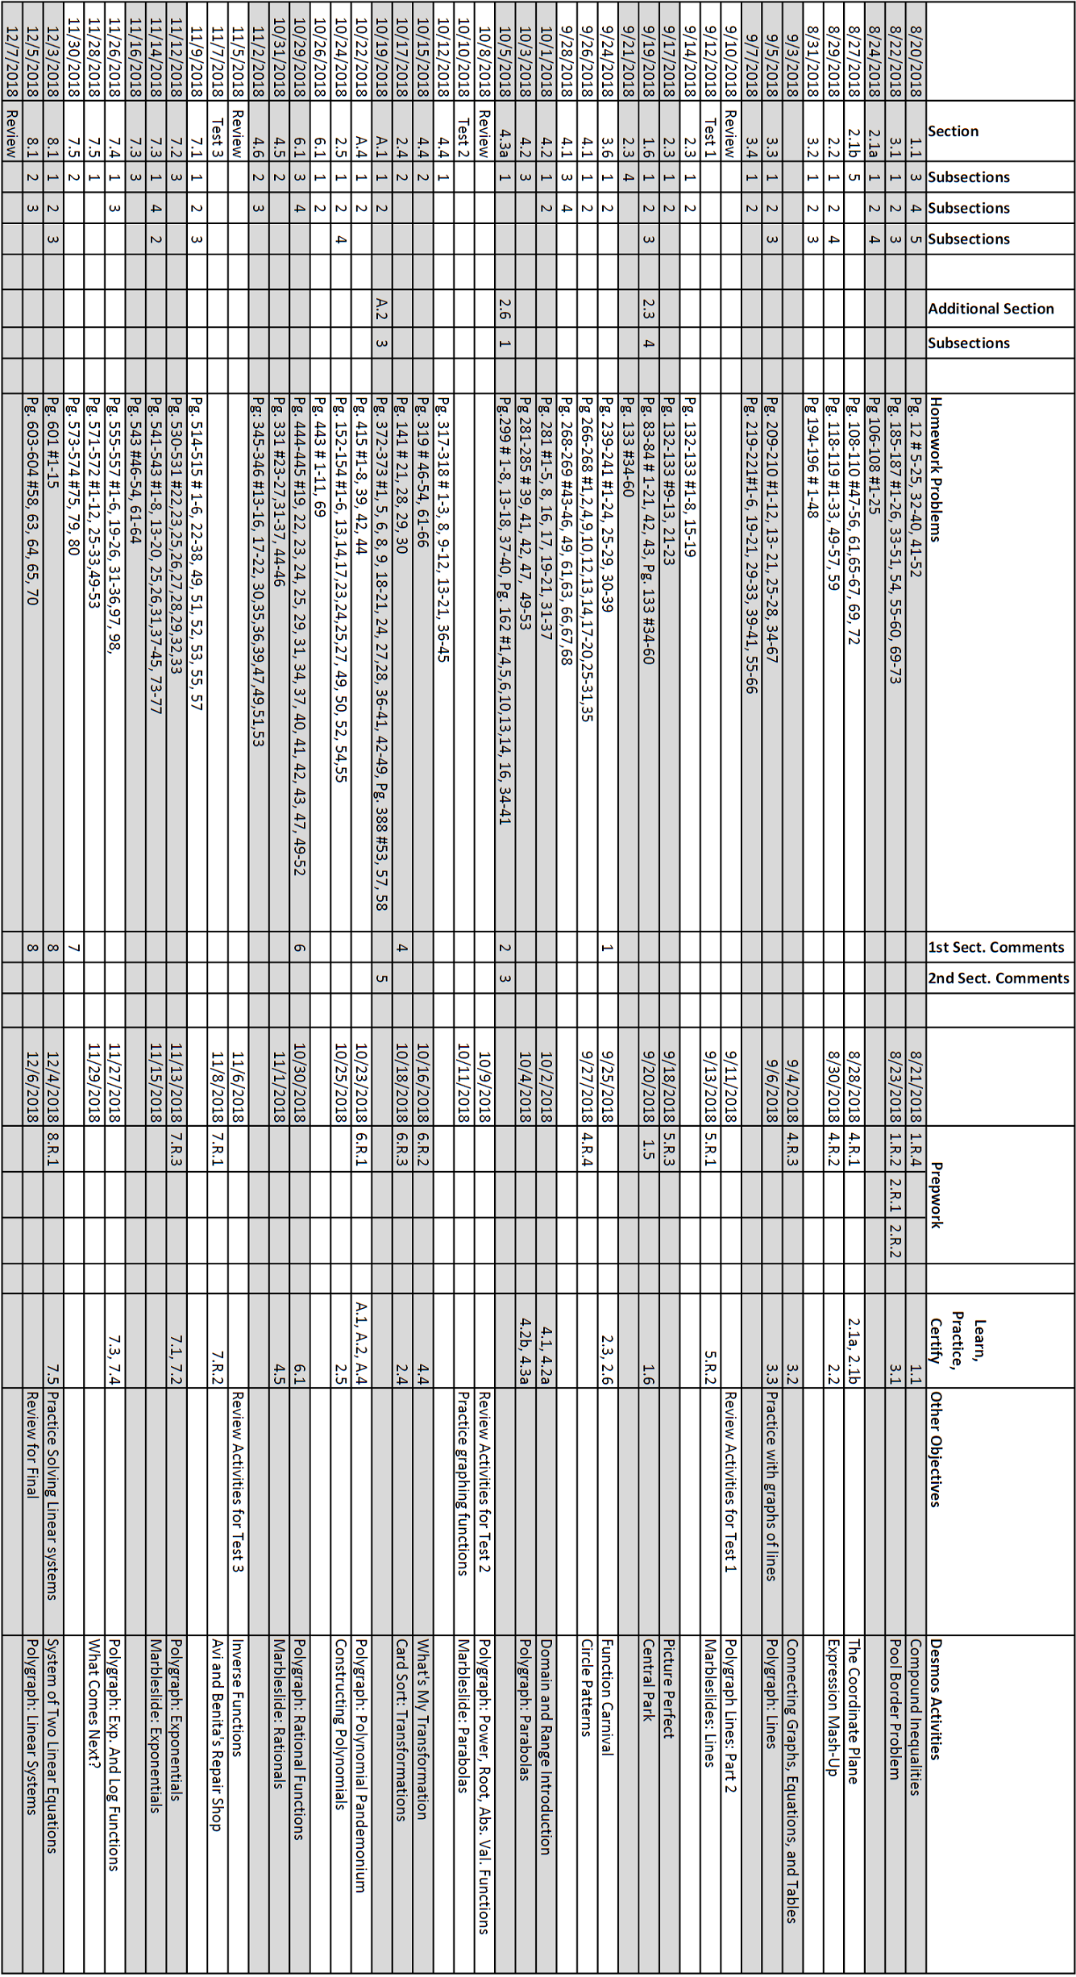 Section Subsections Subsections Subsections Additional Section Subsections Homework Problems 1st Sect. Comments 2nd Sect. Comments Prepwork Learn, Practice, Certify Other Objectives Desmos Activities
8/20/2018 1.1 3 4 5 Pg. 12 # 5-25, 32-40, 41-52 8/21/2018 1.R.4 1.1 Compound Inequalities
8/22/2018 3.1 1 2 3 Pg. 185-187 #1-26, 33-51, 54, 55-60, 69-73 8/23/2018 1.R.2 2.R.1 2.R.2 3.1 Pool Border Problem
8/24/2018 2.1a 1 2 4 Pg 106-108 #1-25
8/27/2018 2.1b 5 Pg. 108-110 #47-56, 61,65-67, 69, 72 8/28/2018 4.R.1 2.1a, 2.1b The Coordinate Plane
8/29/2018 2.2 1 2 4 Pg. 118-119 #1-33, 49-57, 59 8/30/2018 4.R.2 2.2 Expression Mash-Up
8/31/2018 3.2 1 2 3 Pg 194-196 # 1-48
9/3/2018 9/4/2018 4.R.3 3.2 Connecting Graphs, Equations, and Tables
9/5/2018 3.3 1 2 3 Pg. 209-210 #1-12, 13- 21, 25-28, 34-67 9/6/2018 3.3 Practice with graphs of lines Polygraph: Lines
9/7/2018 3.4 1 2 Pg. 219-221#1-6, 19-21, 29-33, 39-41, 55-66
9/10/2018 Review 9/11/2018 Review Activities for Test 1 Polygraph Lines: Part 2
9/12/2018 Test 1 9/13/2018 5.R.1 5.R.2 Marbleslides: Lines
9/14/2018 2.3 1 2 Pg. 132-133 #1-8, 15-19
9/17/2018 2.3 1 2 Pg. 132-133 #9-13, 21-23 9/18/2018 5.R.3 Picture Perfect
9/19/2018 1.6 1 2 3 2.3 4 Pg. 83-84 # 1-21, 42, 43, Pg. 133 #34-60 9/20/2018 1.5 1.6 Central Park
9/21/2018 2.3 4 Pg. 133 #34-60
9/24/2018 3.6 1 2 Pg. 239-241 #1-24, 25-29, 30-39 1 9/25/2018 2.3, 2.6 Function Carnival
9/26/2018 4.1 1 2 Pg 266-268 #1,2,4,9,10,12,13,14,17-20,25-31,35 9/27/2018 4.R.4 Circle Patterns
9/28/2018 4.1 3 4 Pg. 268-269 #43-46, 49, 61,63, 66,67,68
10/1/2018 4.2 1 2 Pg. 281 #1-5, 8, 16, 17, 19-21, 31-37 10/2/2018 4.1, 4.2a Domain and Range Introduction
10/3/2018 4.2 3 Pg 281-285 # 39, 41, 42, 47, 49-53 10/4/2018 4.2b, 4.3a Polygraph: Parabolas
10/5/2018 4.3a 1 2.6 1 Pg.299 # 1-8, 13-18, 37-40, Pg. 162 #1,4,5,6,10,13,14, 16, 34-41 2 3
10/8/2018 Review 10/9/2018 Review Activities for Test 2 Polygraph: Power, Root, Abs. Val. Functions
10/10/2018 Test 2 10/11/2018 Practice graphing functions Marbleslide: Parabolas
10/12/2018 4.4 1 Pg. 317-318 # 1-3, 8, 9-12, 13-21, 36-45
10/15/2018 4.4 2 Pg. 319 # 46-54, 61-66 10/16/2018 6.R.2 4.4 What's My Transformation
10/17/2018 2.4 2 Pg. 141 # 21, 28, 29, 30 4 10/18/2018 6.R.3 2.4 Card Sort: Transformations
10/19/2018 A.1 1 2 A.2 3 Pg. 372-373 #1, 5, 6, 8, 9, 18-21, 24, 27,28, 36-41, 42-49, Pg. 388 #53, 57, 58 5
10/22/2018 A.4 1 2 Pg. 415 #1-8, 39, 42, 44 10/23/2018 6.R.1 A.1, A.2, A.4 Polygraph: Polynomial Pandemonium
10/24/2018 2.5 1 2 4 Pg. 152-154 #1-6, 13,14,17,23,24,25,27, 49, 50, 52, 54,55 10/25/2018 2.5 Constructing Polynomials
10/26/2018 6.1 1 2 Pg. 443 # 1-11, 69
10/29/2018 6.1 3 4 Pg. 444-445 #19, 22, 23, 24, 25, 29, 31, 34, 37, 40, 41, 42, 43, 47, 49-52 6 10/30/2018 6.1 Polygraph: Rational Functions
10/31/2018 4.5 2 Pg. 331 #23-27,31-37, 44-46 11/1/2018 4.5 Marbleslide: Rationals
11/2/2018 4.6 2 3 Pg: 345-346 #13-16, 17-22, 30,35,36,39,47,49,51,53
11/5/2018 Review 11/6/2018 Review Activities for Test 3 Inverse Functions
11/7/2018 Test 3 11/8/2018 7.R.1 7.R.2 Avi and Benita's Repair Shop
11/9/2018 7.1 2 3 Pg. 514-515 # 1-6, 22-38, 49, 51, 52, 53, 55, 57
11/12/2018 7.2 3 Pg. 530-531 #22,23,25,26,27,28,29,32,33 11/13/2018 7.R.3 7.1, 7.2 Polygraph: Exponentials
11/14/2018 7.3 1 4 2 Pg. 541-543 #1-8, 13-20, 25,26,31,37-45, 73-77 11/15/2018 Marbleslide: Exponentials
11/16/2018 7.3 3 Pg. 543 #46-54, 61-64
11/26/2018 7.4 1 3 Pg. 555-557 #1-6, 19-26, 31-36,97, 98, 11/27/2018 7.3, 7.4 Polygraph: Exp. And Log Functions
11/28/2018 7.5 1 Pg. 571-572 #1-12, 25-33,49-53 11/29/2018 What Comes Next?
11/30/2018 7.5 2 Pg. 573-574 #75, 79, 80 7
12/3/2018 8.1 1 2 3 Pg. 601 #1-15 8 12/4/2018 8.R.1 7.5 Practice Solving Linear systems System of Two Linear Equations
12/5/2018 8.1 2 3 Pg. 603-604 #58, 63, 64, 65, 70 8 12/6/2018 Review for Final Polygraph: Linear Systems
12/7/2018 Review